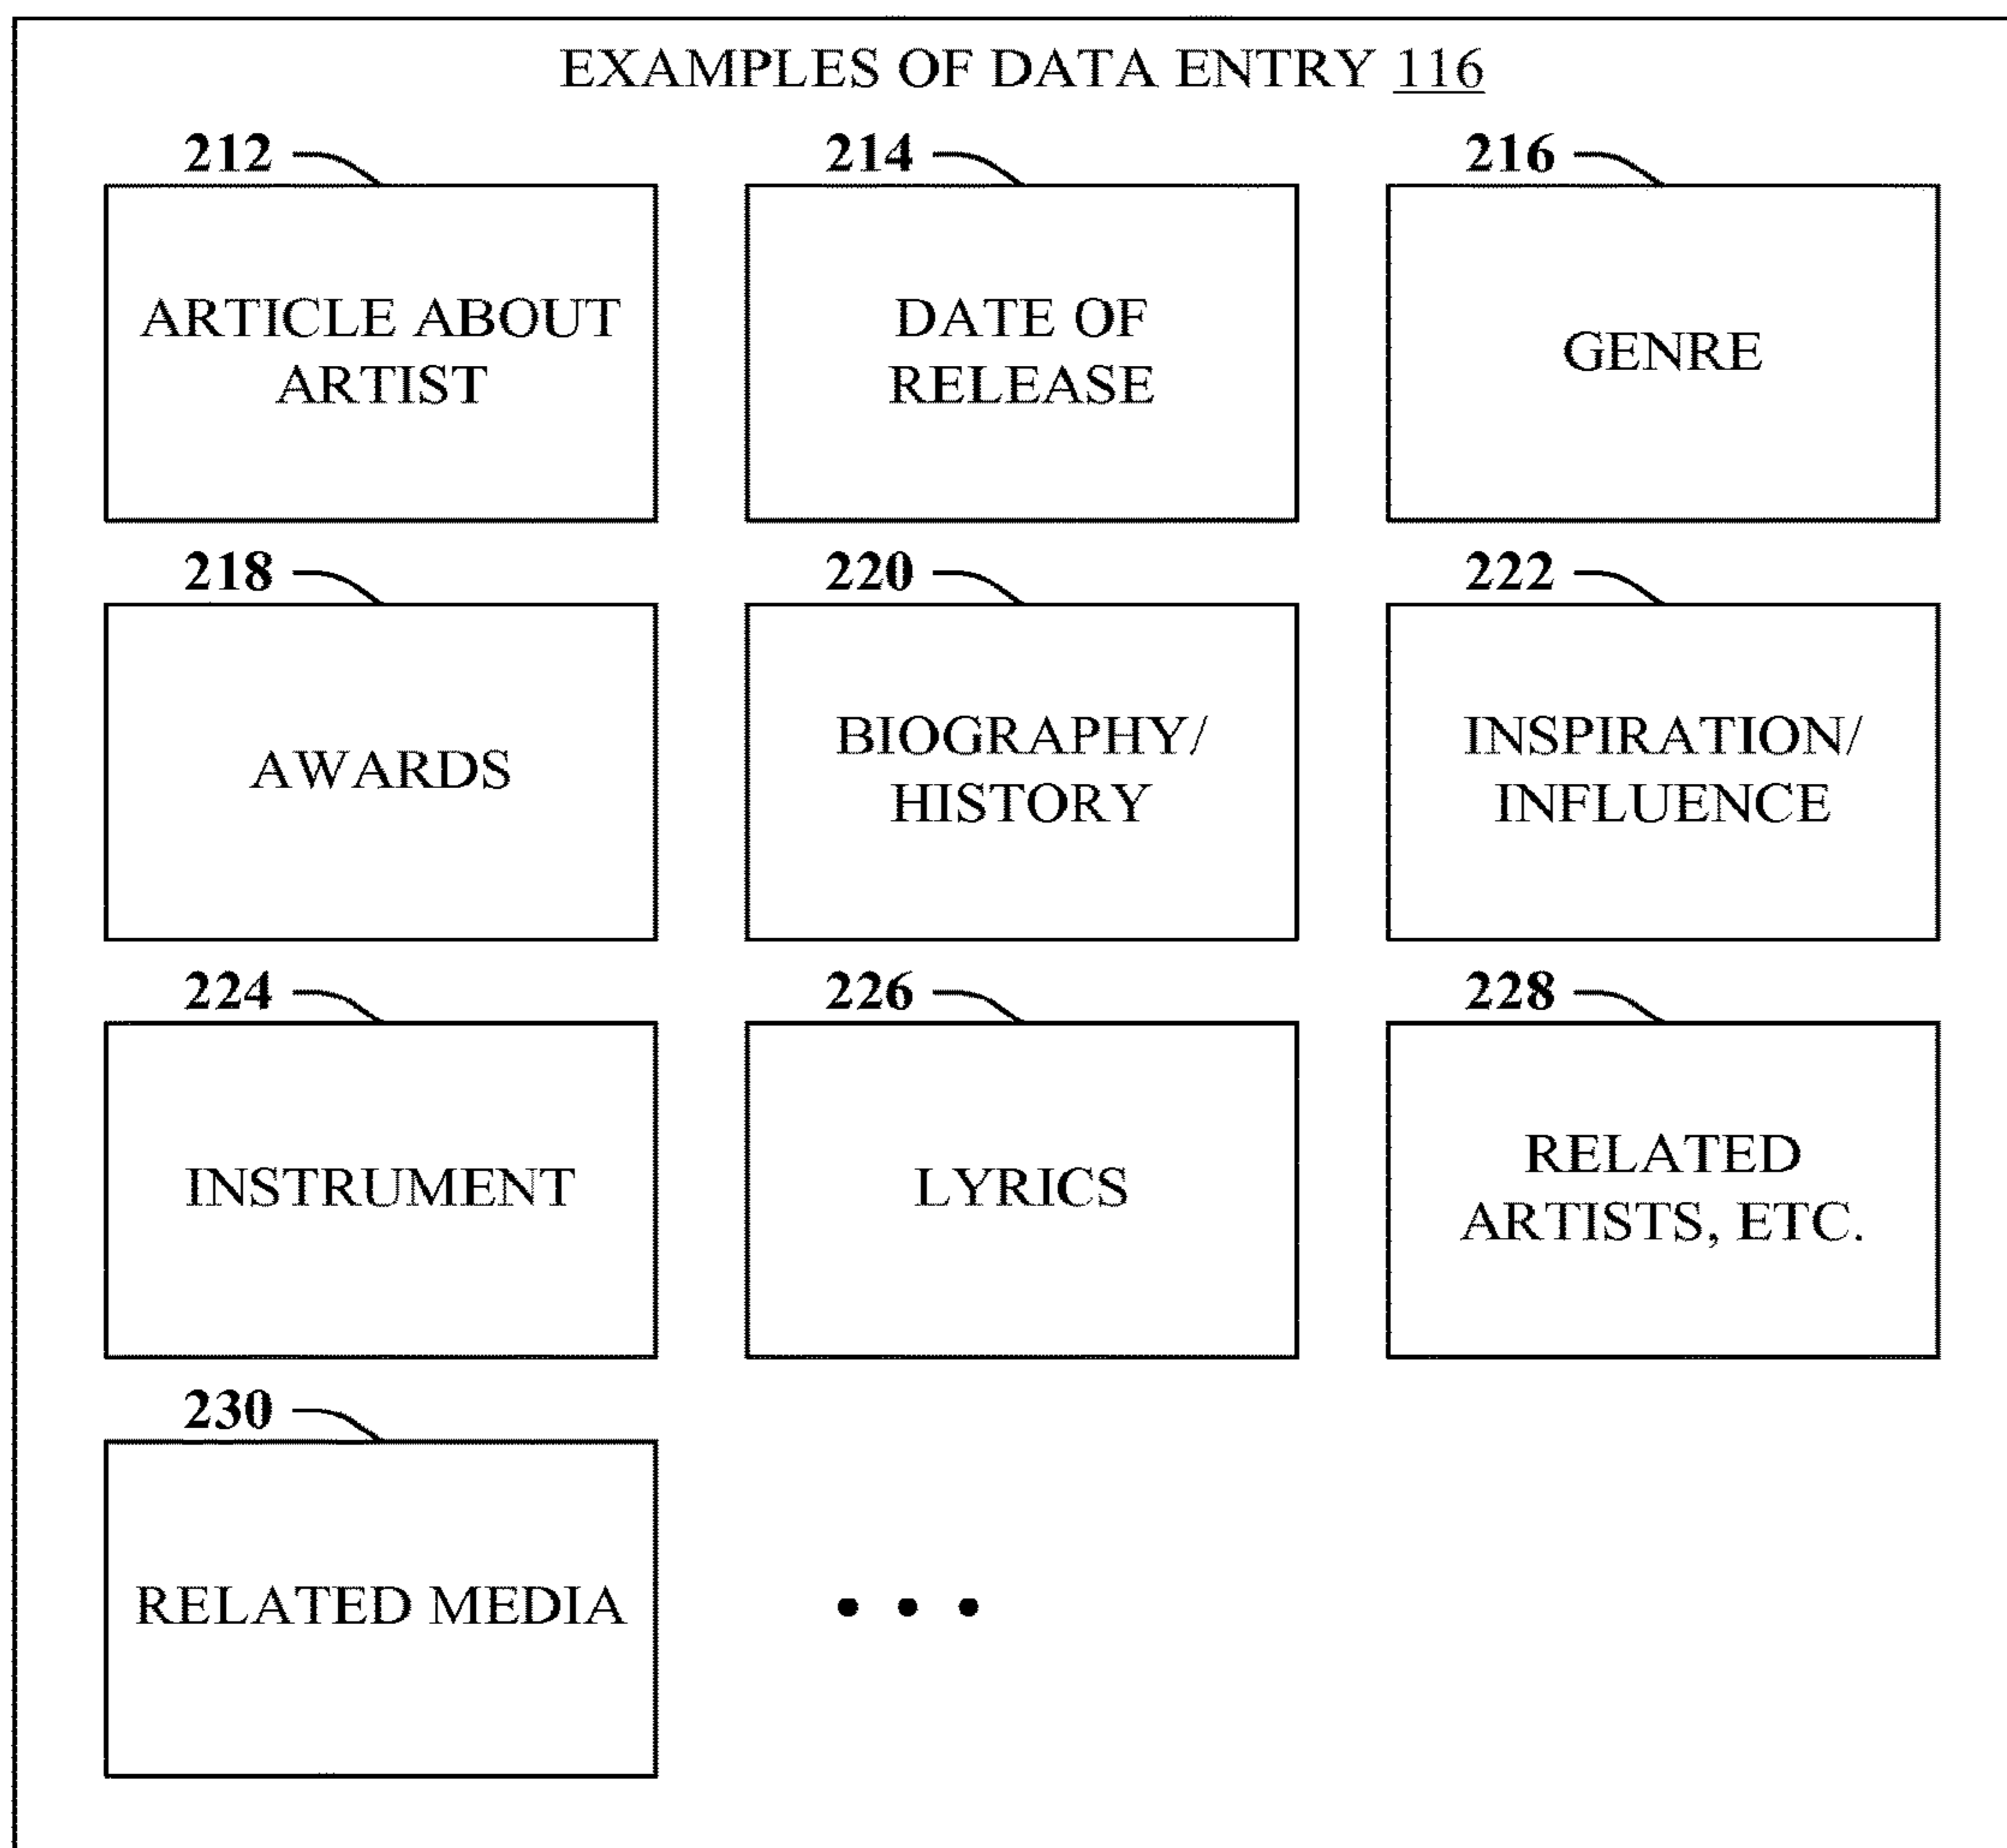 EXAMPLES OF DATA ENTRY 116
212
214
216
ARTICLE ABOUT
ARTIST
DATE OF
RELEASE
GENRE
218
220
222
AWARDS
BIOGRAPHY/
HISTORY
INSPIRATION/
INFLUENCE
224
226
228
INSTRUMENT
LYRICS
RELATED
ARTISTS, ETC.
230
RELATED MEDIA
• • •